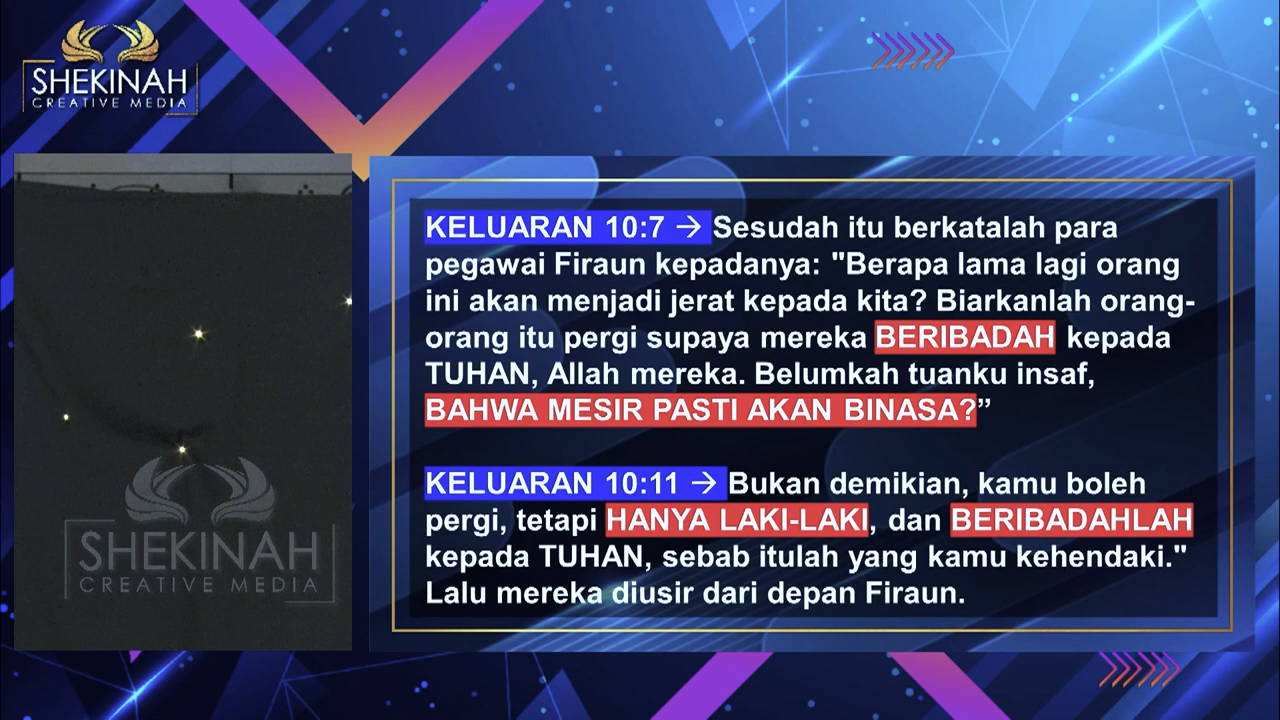 SHEKINAH
CREATIVE MEDIA
KELUARAN 10:7 → Sesudah itu berkatalah para
pegawai Firaun kepadanya: "Berapa lama lagi orang
ini akan menjadi jerat kepada kita? Biarkanlah orang-
orang itu pergi supaya mereka BERIBADAH kepada
TUHAN, Allah mereka. Belumkah tuanku insaf,
BAHWA MESIR PASTI AKAN BINASA?”
KELUARAN 10:11 → Bukan demikian, kamu boleh
pergi, tetapi HANYA LAKI-LAKI, dan BERIBADAHLAH
kepada TUHAN, sebab itulah yang kamu kehendaki."
Lalu mereka diusir dari depan Firaun.
SHEKINAH
CREATIVE MEDIA